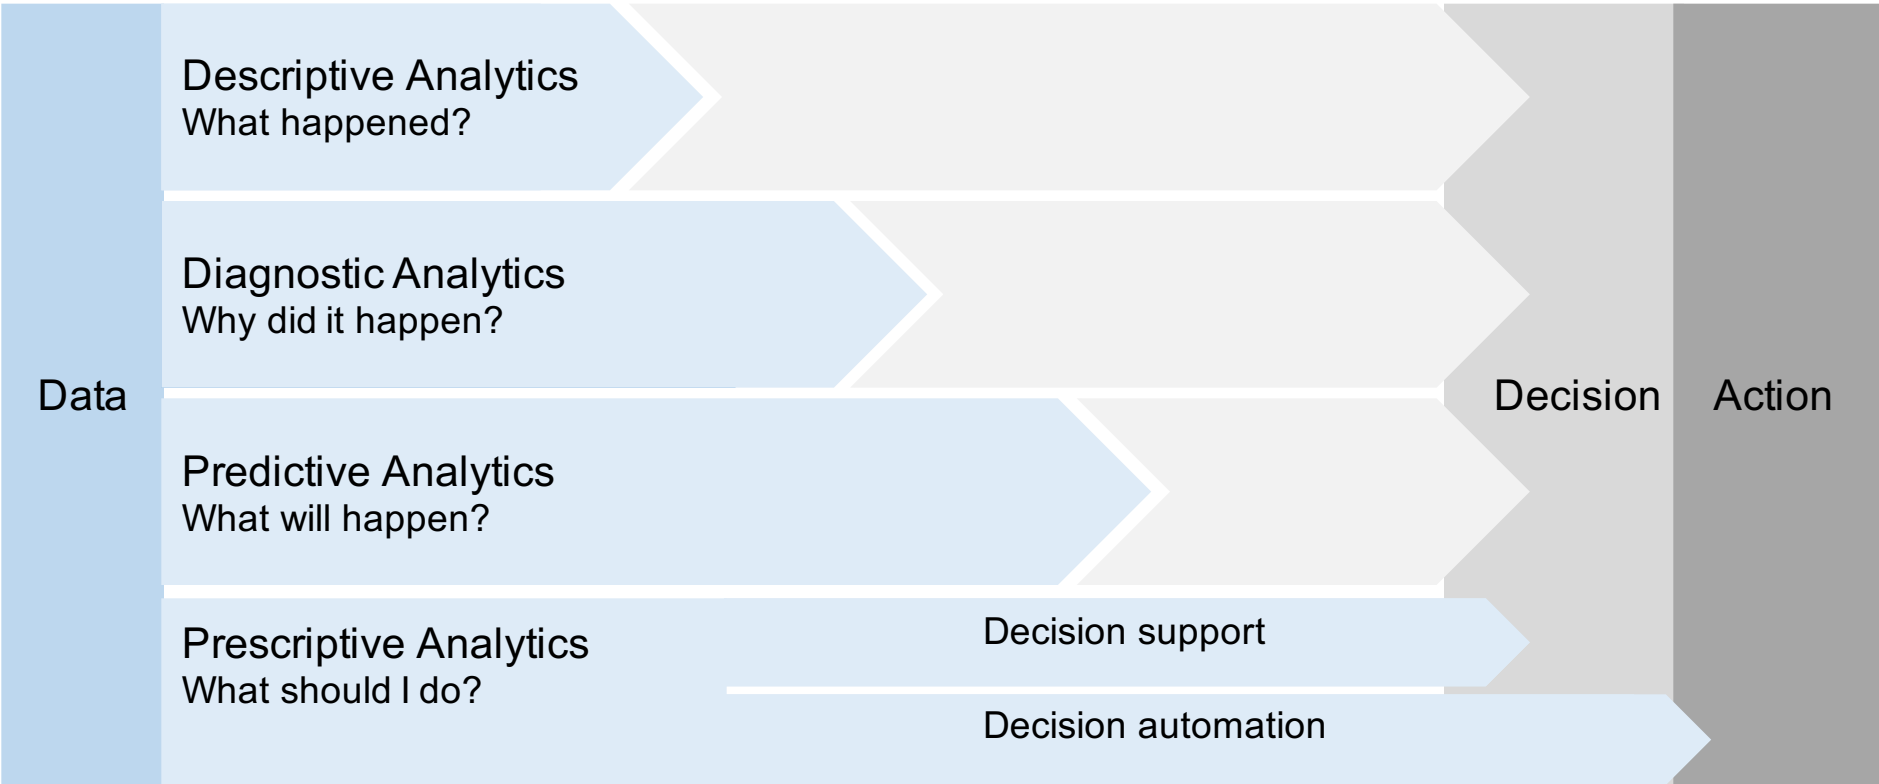 Descriptive Analytics
What happened?
Diagnostic Analytics
Why did it happen?
Data
Decision
Action
Predictive Analytics
What will happen?
Prescriptive Analytics
What should I do?
Decision support
Decision automation